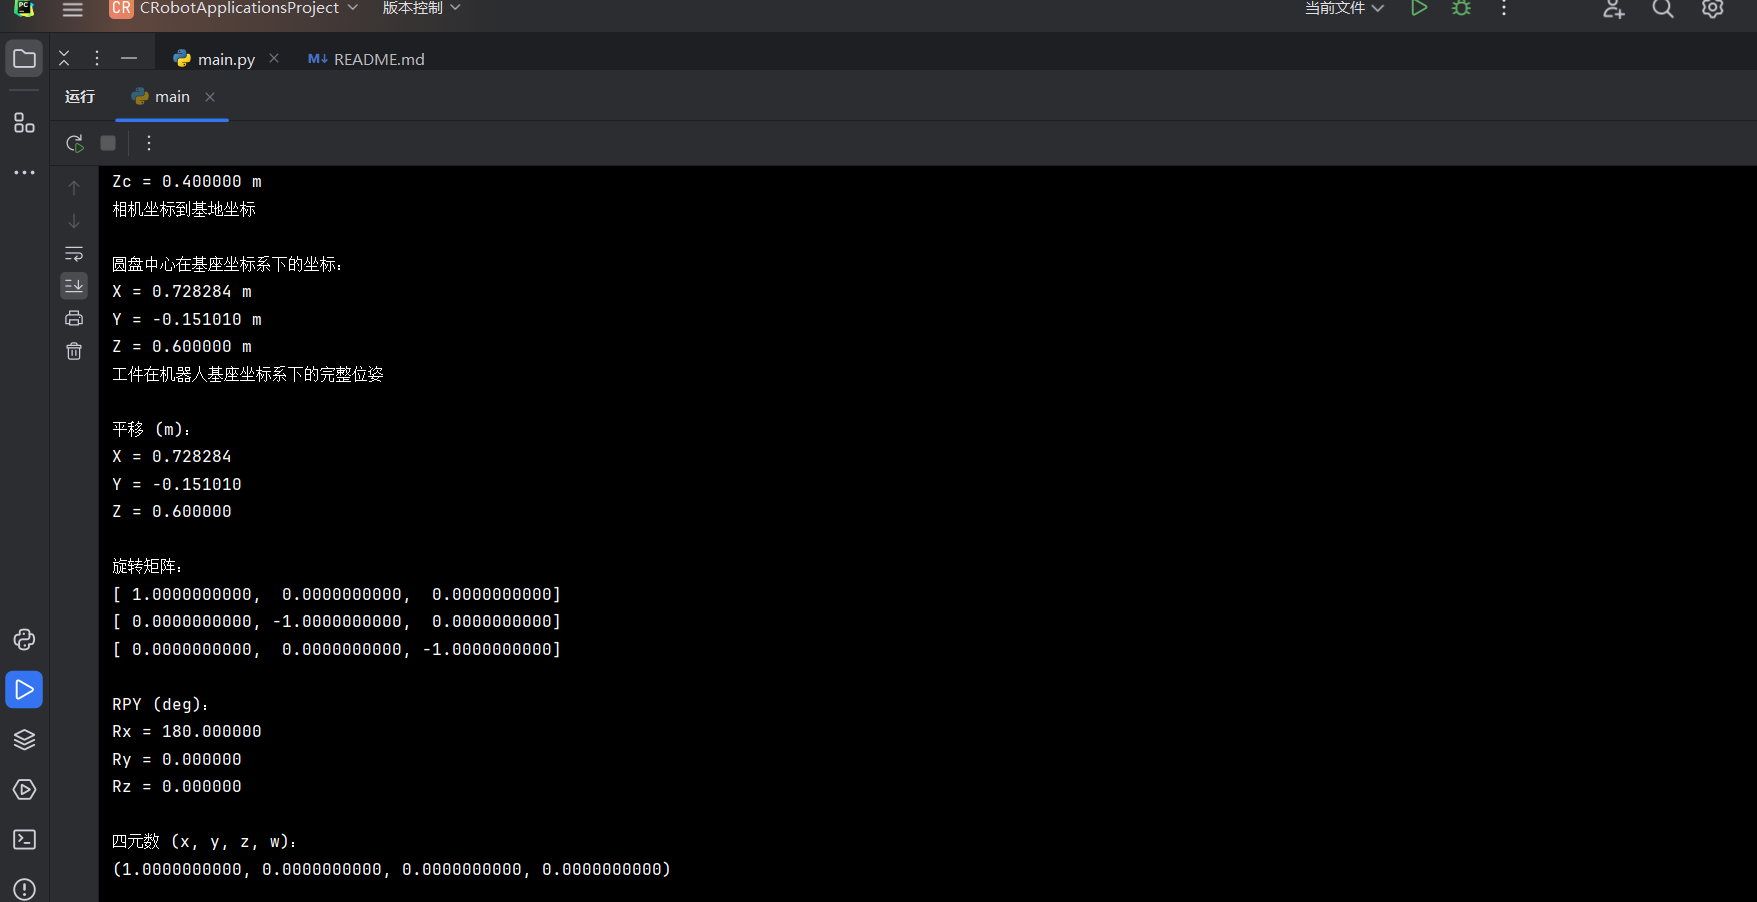 PC CR CRobotApplicationsProject 版本控制 当前文件
main.py M↓ README.md
运行 main
Zc = 0.400000 m
相机坐标到基地坐标
圆盘中心在基座坐标系下的坐标：
X = 0.728284 m
Y = -0.151010 m
Z = 0.600000 m
工件在机器人基座坐标系下的完整位姿
平移 (m)：
X = 0.728284
Y = -0.151010
Z = 0.600000
旋转矩阵：
[ 1.0000000000,  0.0000000000,  0.0000000000]
[ 0.0000000000, -1.0000000000,  0.0000000000]
[ 0.0000000000,  0.0000000000, -1.0000000000]
RPY (deg)：
Rx = 180.000000
Ry = 0.000000
Rz = 0.000000
四元数 (x, y, z, w)：
(1.0000000000, 0.0000000000, 0.0000000000, 0.0000000000)